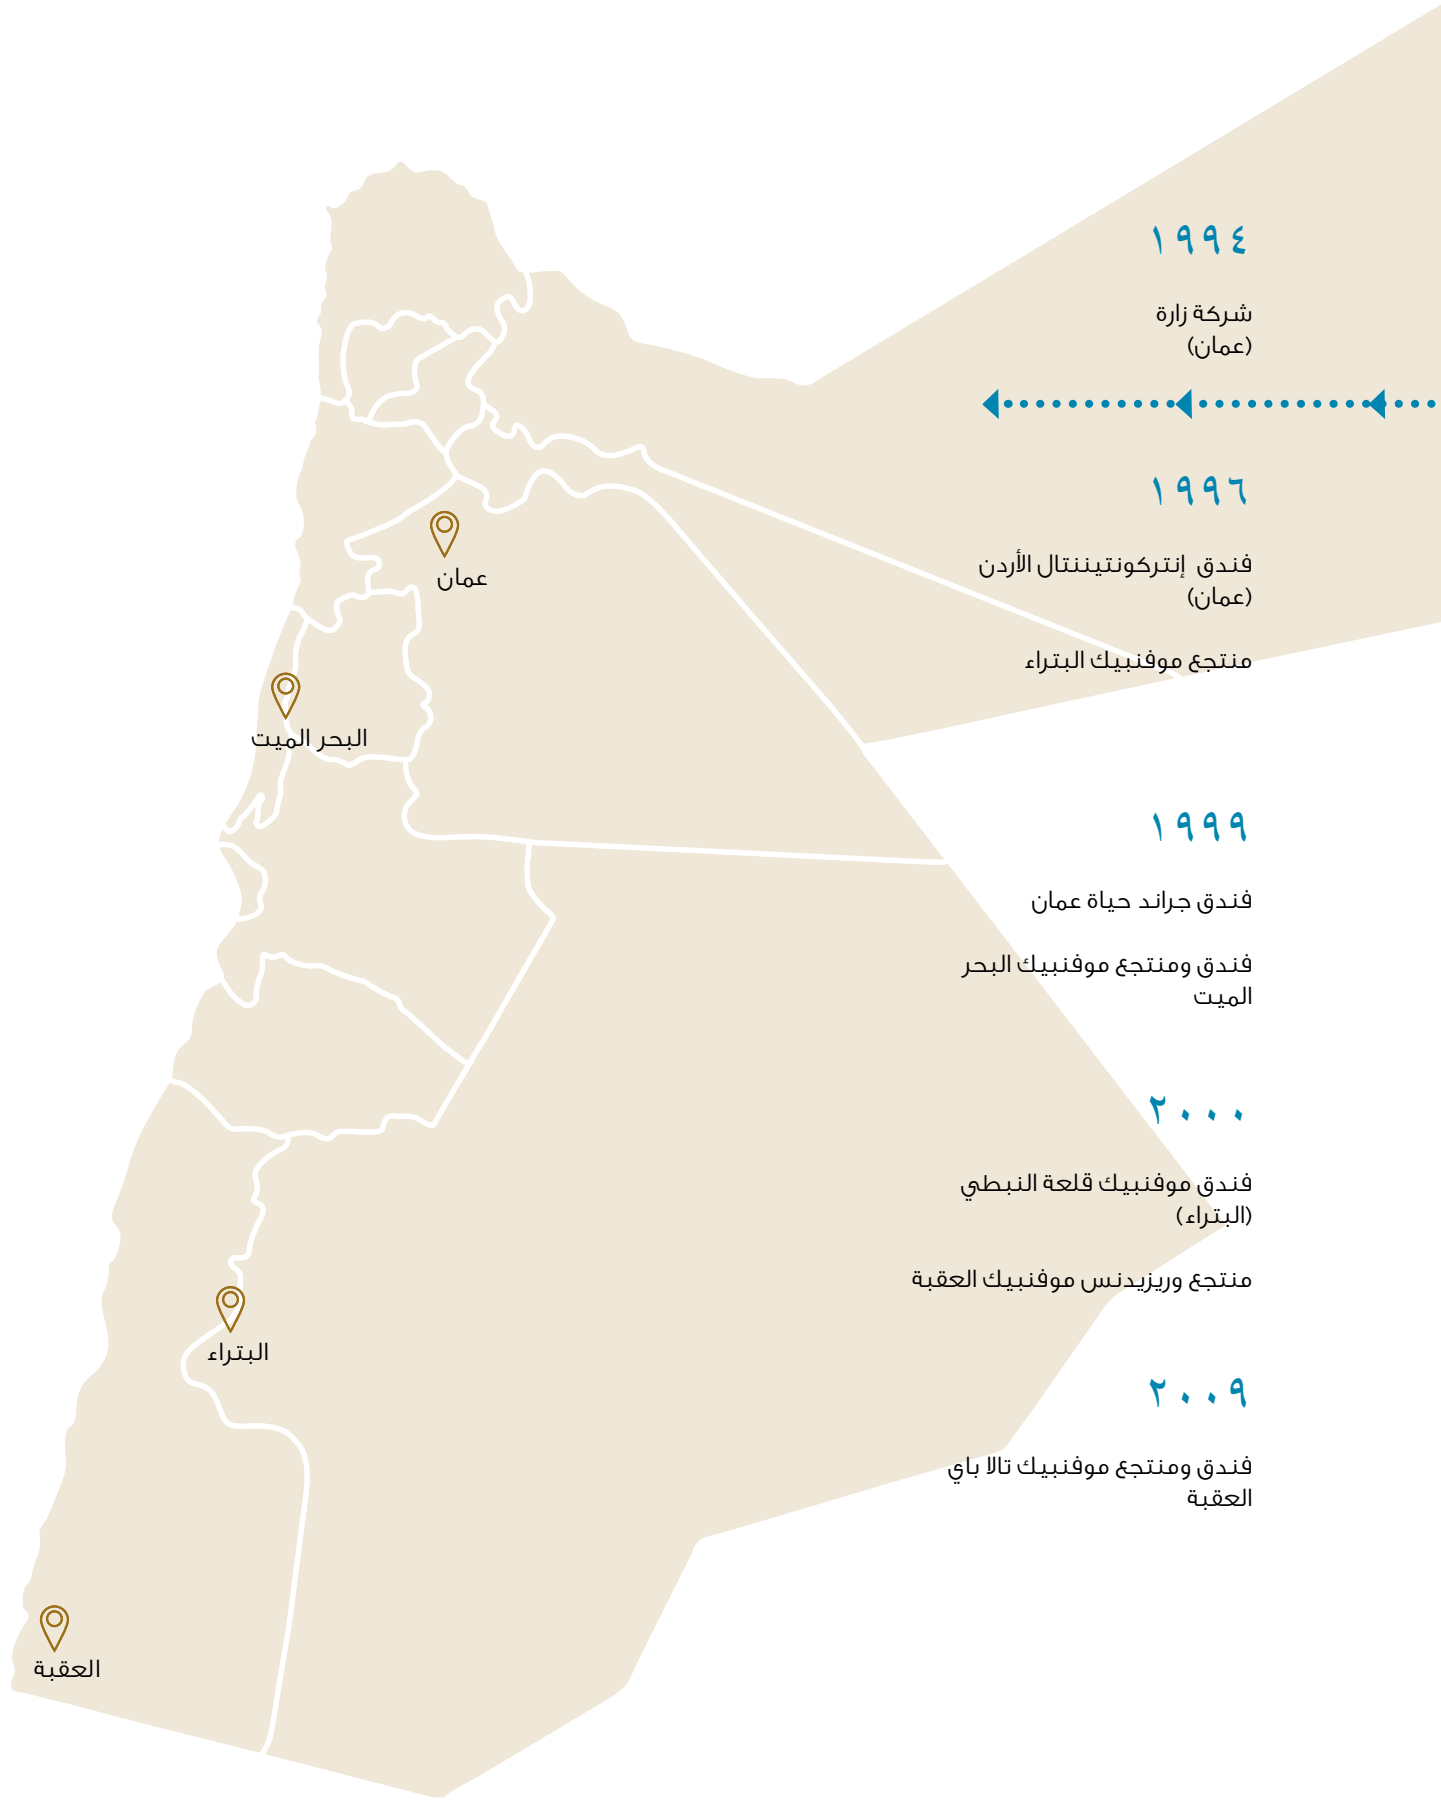 ١٩٩٤
شركة زارة
(عمان)
١٩٩٦
فندق إنتركونتيننتال الأردن
(عمان)
منتجع موفنبيك البتراء
١٩٩٩
فندق جراند حياة عمان
فندق ومنتجع موفنبيك البحر
الميت
٢٠٠٠
فندق موفنبيك قلعة النبطي
(البتراء)
منتجع وريزيدنس موفنبيك العقبة
٢٠٠٩
فندق ومنتجع موفنبيك تالا باي
العقبة
عمان
البحر الميت
البتراء
العقبة